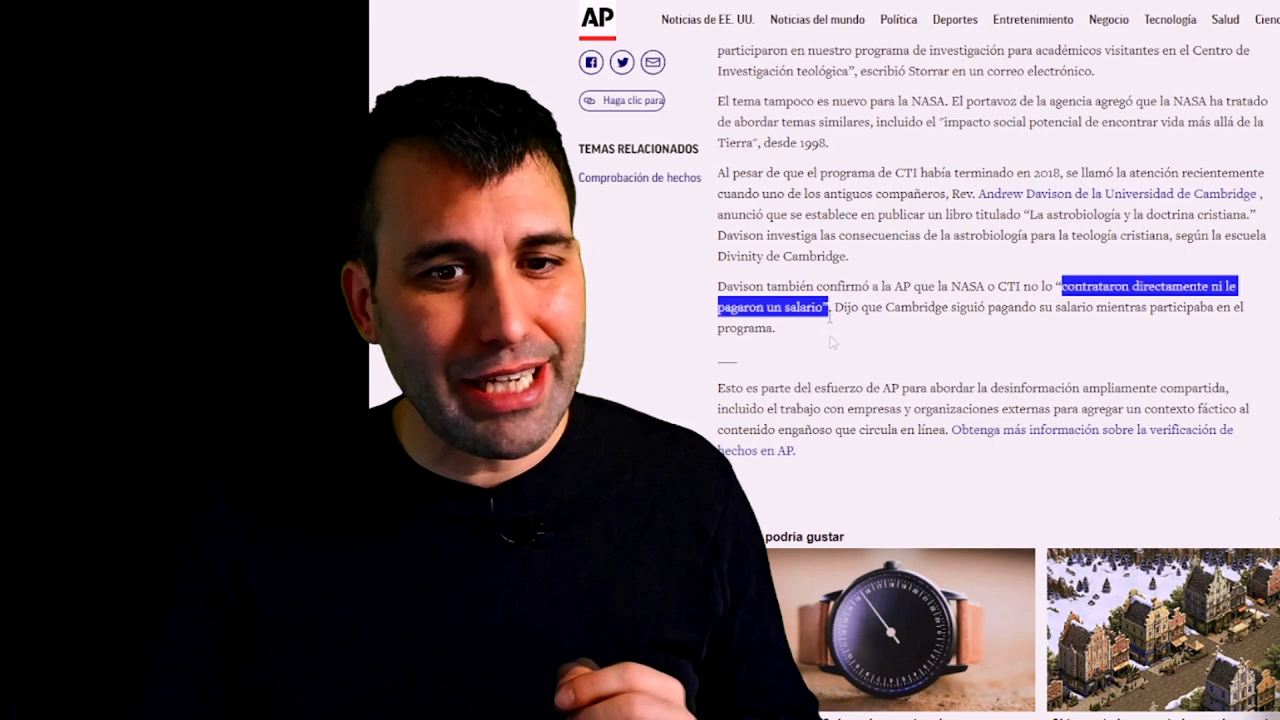 AP
Noticias de EE. UU. Noticias del mundo Política Deportes Entretenimiento Negocio Tecnología Salud Cienc
Haga clic para
TEMAS RELACIONADOS
Comprobación de hechos
participaron en nuestro programa de investigación para académicos visitantes en el Centro de
Investigación teológica”, escribió Storrar en un correo electrónico.
El tema tampoco es nuevo para la NASA. El portavoz de la agencia agregó que la NASA ha tratado
de abordar temas similares, incluido el "impacto social potencial de encontrar vida más allá de la
Tierra", desde 1998.
Al pesar de que el programa de CTI había terminado en 2018, se llamó la atención recientemente
cuando uno de los antiguos compañeros, Rev. Andrew Davison de la Universidad de Cambridge ,
anunció que se establece en publicar un libro titulado “La astrobiología y la doctrina cristiana.”
Davison investiga las consecuencias de la astrobiología para la teología cristiana, según la escuela
Divinity de Cambridge.
Davison también confirmó a la AP que la NASA o CTI no lo “contrataron directamente ni le
pagaron un salario”. Dijo que Cambridge siguió pagando su salario mientras participaba en el
programa.
Esto es parte del esfuerzo de AP para abordar la desinformación ampliamente compartida,
incluido el trabajo con empresas y organizaciones externas para agregar un contexto fáctico al
contenido engañoso que circula en línea. Obtenga más información sobre la verificación de
hechos en AP.
podria gustar